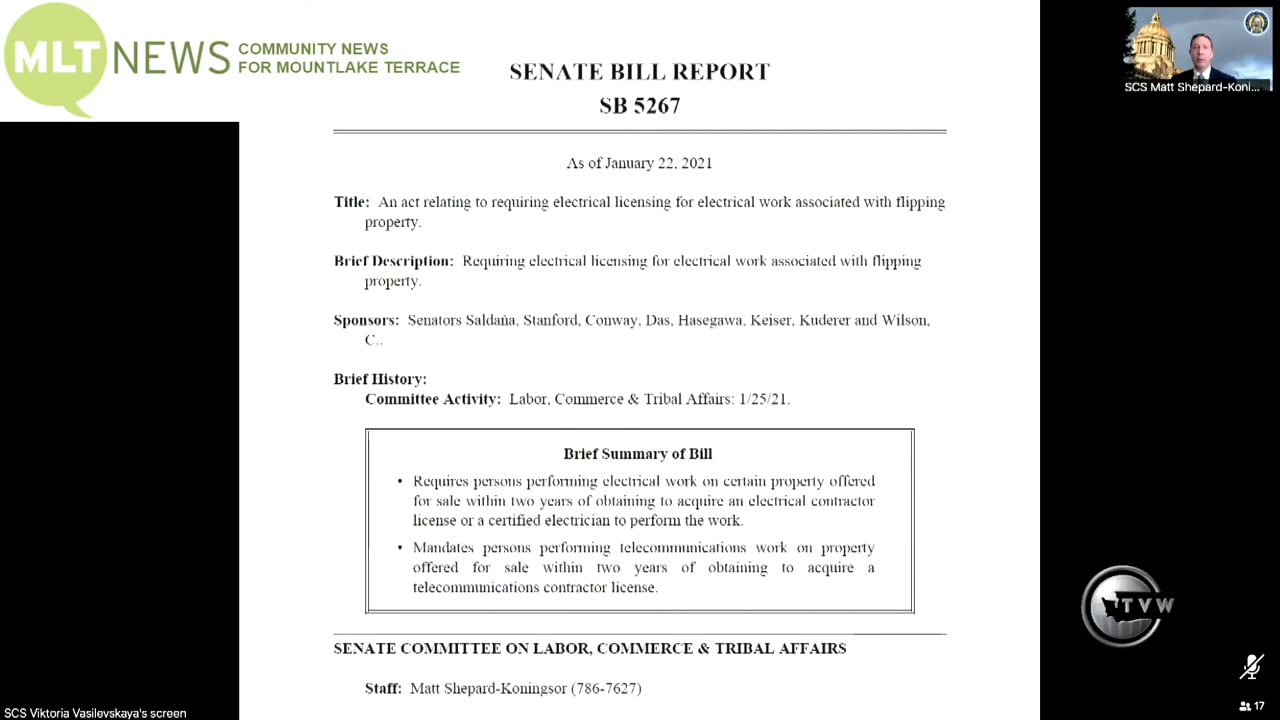 MLT NEWS
COMMUNITY NEWS
FOR MOUNTLAKE TERRACE
SENATE BILL REPORT
SB 5267
As of January 22, 2021
Title: An act relating to requiring electrical licensing for electrical work associated with flipping
property.
Brief Description: Requiring electrical licensing for electrical work associated with flipping
property.
Sponsors: Senators Saldaña, Stanford, Conway, Das, Hasegawa, Keiser, Kuderer and Wilson,
C..
Brief History:
Committee Activity: Labor, Commerce & Tribal Affairs: 1/25/21.
Brief Summary of Bill
• Requires persons performing electrical work on certain property offered
for sale within two years of obtaining to acquire an electrical contractor
license or a certified electrician to perform the work.
• Mandates persons performing telecommunications work on property
offered for sale within two years of obtaining to acquire a
telecommunications contractor license.
SENATE COMMITTEE ON LABOR, COMMERCE & TRIBAL AFFAIRS
Staff: Matt Shepard-Koningsor (786-7627)
SCS Matt Shepard-Koni...
TVW
17
SCS Viktoria Vasilevskaya's screen